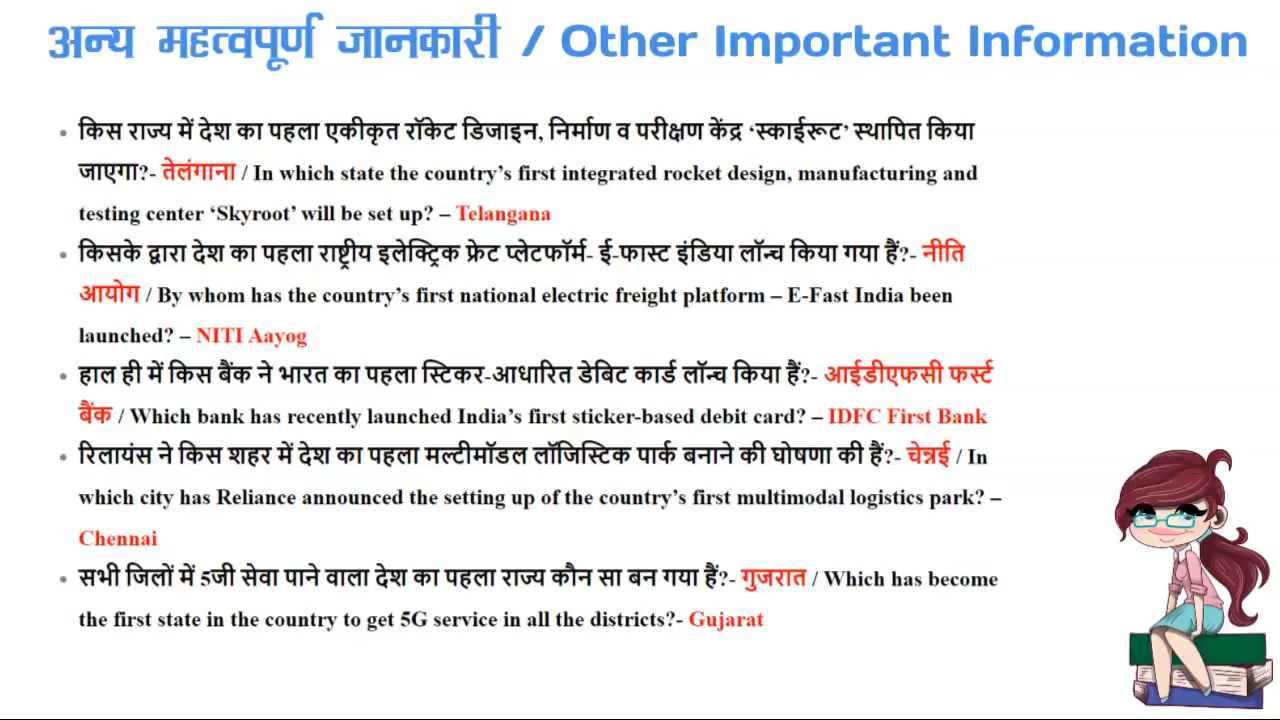 अन्य महत्वपूर्ण जानकारी / Other Important Information
• किस राज्य में देश का पहला एकीकृत रॉकेट डिजाइन, निर्माण व परीक्षण केंद्र ‘स्काईरूट’ स्थापित किया
जाएगा?- तेलंगाना / In which state the country’s first integrated rocket design, manufacturing and
testing center ‘Skyroot’ will be set up? – Telangana
• किसके द्वारा देश का पहला राष्ट्रीय इलेक्ट्रिक फ्रेट प्लेटफॉर्म- ई-फास्ट इंडिया लॉन्च किया गया हैं?- नीति
आयोग / By whom has the country’s first national electric freight platform – E-Fast India been
launched? – NITI Aayog
• हाल ही में किस बैंक ने भारत का पहला स्टिकर-आधारित डेबिट कार्ड लॉन्च किया हैं?- आईडीएफसी फर्स्ट
बैंक / Which bank has recently launched India’s first sticker-based debit card? – IDFC First Bank
• रिलायंस ने किस शहर में देश का पहला मल्टीमॉडल लॉजिस्टिक पार्क बनाने की घोषणा की हैं?- चेन्नई / In
which city has Reliance announced the setting up of the country’s first multimodal logistics park? –
Chennai
• सभी जिलों में 5जी सेवा पाने वाला देश का पहला राज्य कौन सा बन गया हैं?- गुजरात / Which has become
the first state in the country to get 5G service in all the districts?- Gujarat